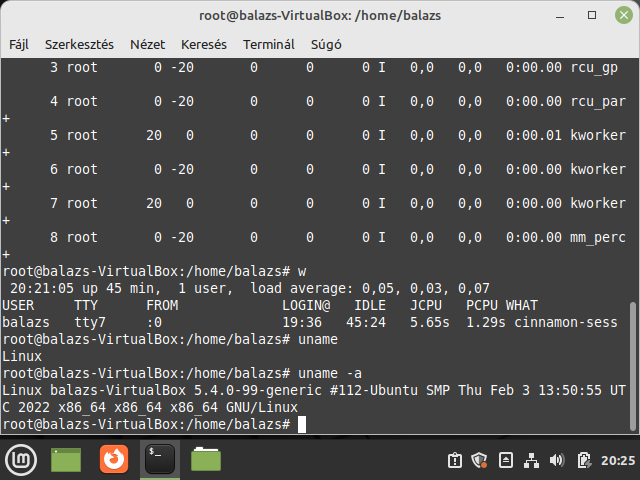 root@balazs-VirtualBox: /home/balazs
Fájl Szerkesztés Nézet Keresés Terminál Súgó
3 root 0 -20 0 0 0 I 0,0 0,0 0:00.00 rcu_gp
4 root 0 -20 0 0 0 I 0,0 0,0 0:00.00 rcu_par
+
5 root 20 0 0 0 0 I 0,0 0,0 0:00.01 kworker
+
6 root 0 -20 0 0 0 I 0,0 0,0 0:00.00 kworker
+
7 root 20 0 0 0 0 I 0,0 0,0 0:00.00 kworker
+
8 root 0 -20 0 0 0 I 0,0 0,0 0:00.00 mm_perc
+
root@balazs-VirtualBox:/home/balazs# w
20:21:05 up 45 min, 1 user, load average: 0,05, 0,03, 0,07
USER TTY FROM LOGIN@ IDLE JCPU PCPU WHAT
balazs tty7 :0 19:36 45:24 5.65s 1.29s cinnamon-sess
root@balazs-VirtualBox:/home/balazs# uname
Linux
root@balazs-VirtualBox:/home/balazs# uname -a
Linux balazs-VirtualBox 5.4.0-99-generic #112-Ubuntu SMP Thu Feb 3 13:50:55 UT
C 2022 x86_64 x86_64 x86_64 GNU/Linux
root@balazs-VirtualBox:/home/balazs#
20:25